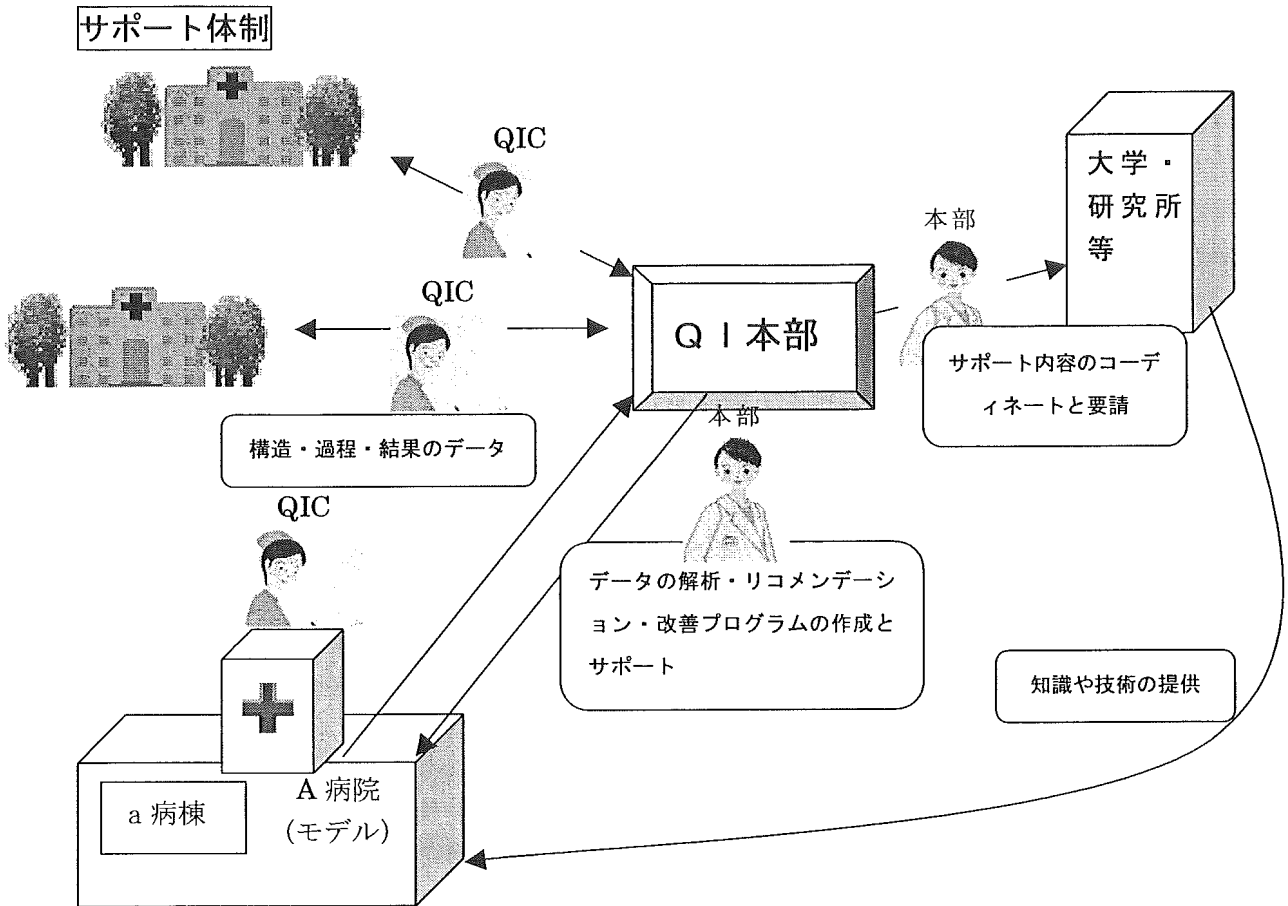 サポート体制
QIC
大学・
研究所
等
本部
QIC
QI本部
サポート内容のコーデ
ィネートと要請
本部
構造・過程・結果のデータ
QIC
データの解析・リコメンデーシ
ョン・改善プログラムの作成と
サポート
知識や技術の提供
A 病院
(モデル)
a 病棟